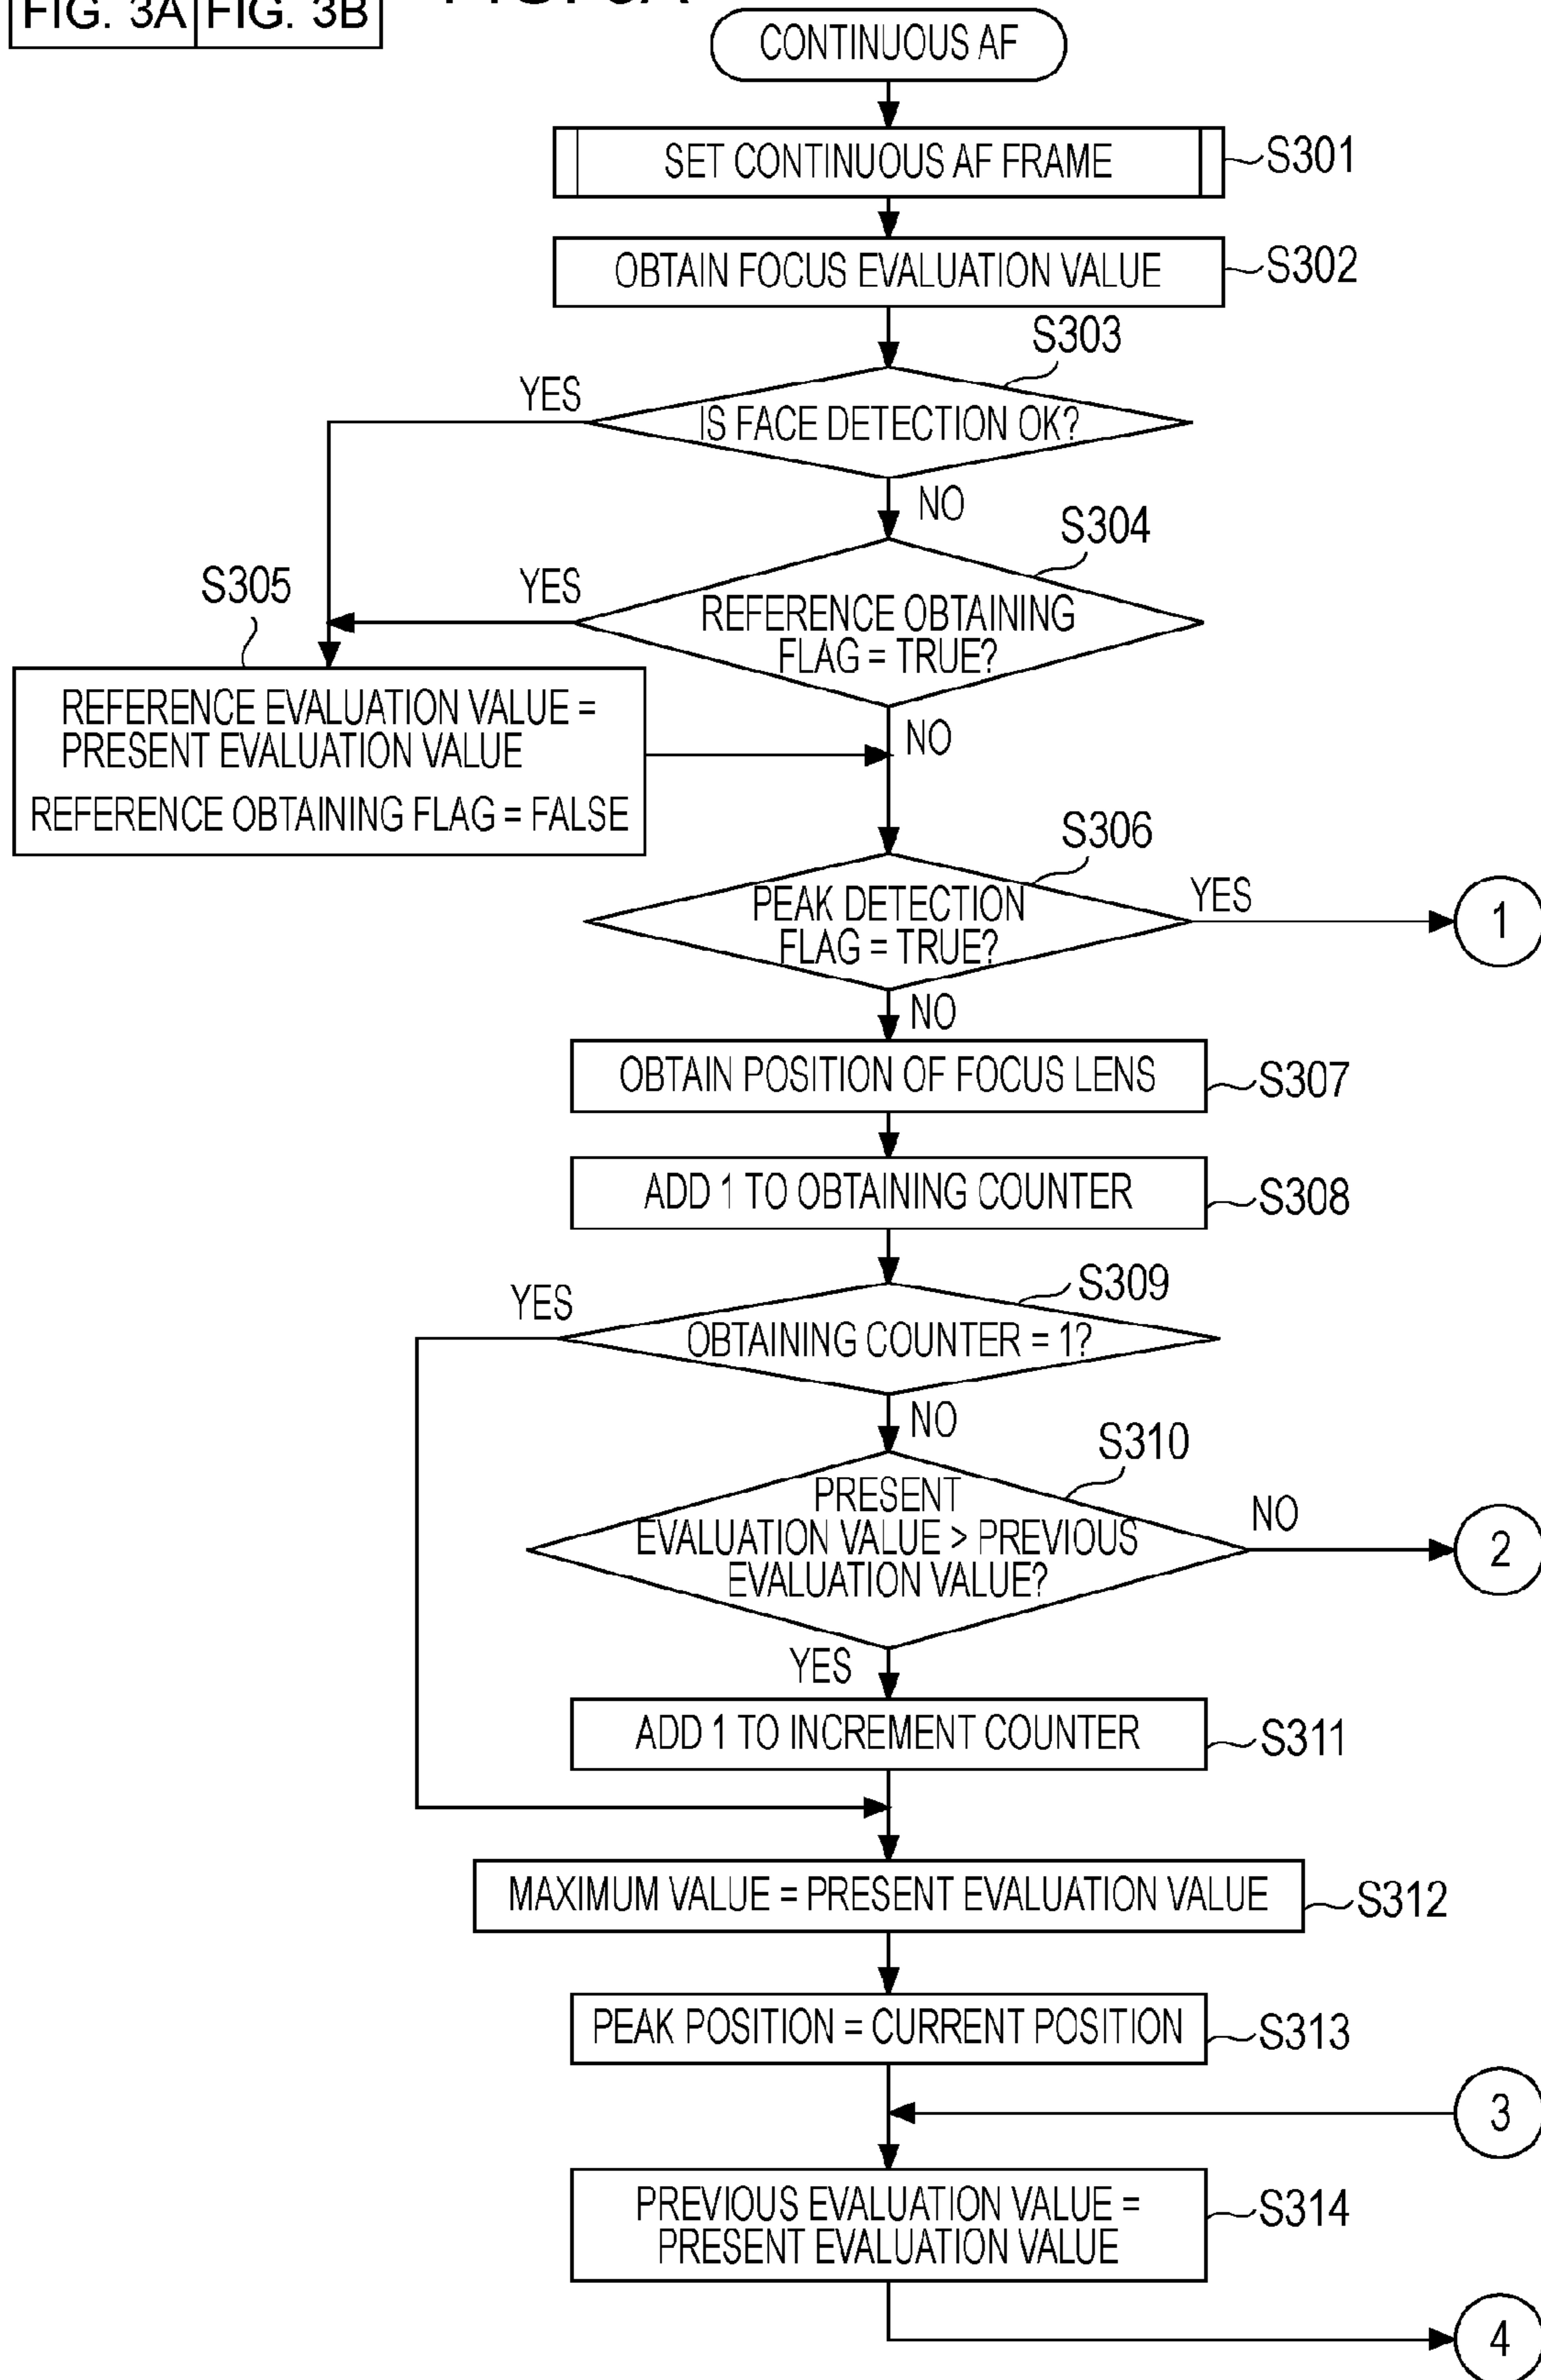 FIG. 3A FIG. 3B
FIG. 3A
CONTINUOUS AF
SET CONTINUOUS AF FRAME
S301
OBTAIN FOCUS EVALUATION VALUE
S302
S303
YES
IS FACE DETECTION OK?
NO
S304
S305
YES
REFERENCE OBTAINING
FLAG = TRUE?
REFERENCE EVALUATION VALUE =
PRESENT EVALUATION VALUE
REFERENCE OBTAINING FLAG = FALSE
NO
S306
PEAK DETECTION
FLAG = TRUE?
YES
1
NO
OBTAIN POSITION OF FOCUS LENS
S307
ADD 1 TO OBTAINING COUNTER
S308
S309
YES
OBTAINING COUNTER = 1?
NO
S310
PRESENT
EVALUATION VALUE > PREVIOUS
EVALUATION VALUE?
NO
2
YES
ADD 1 TO INCREMENT COUNTER
S311
MAXIMUM VALUE = PRESENT EVALUATION VALUE
S312
PEAK POSITION = CURRENT POSITION
S313
3
PREVIOUS EVALUATION VALUE =
PRESENT EVALUATION VALUE
S314
4